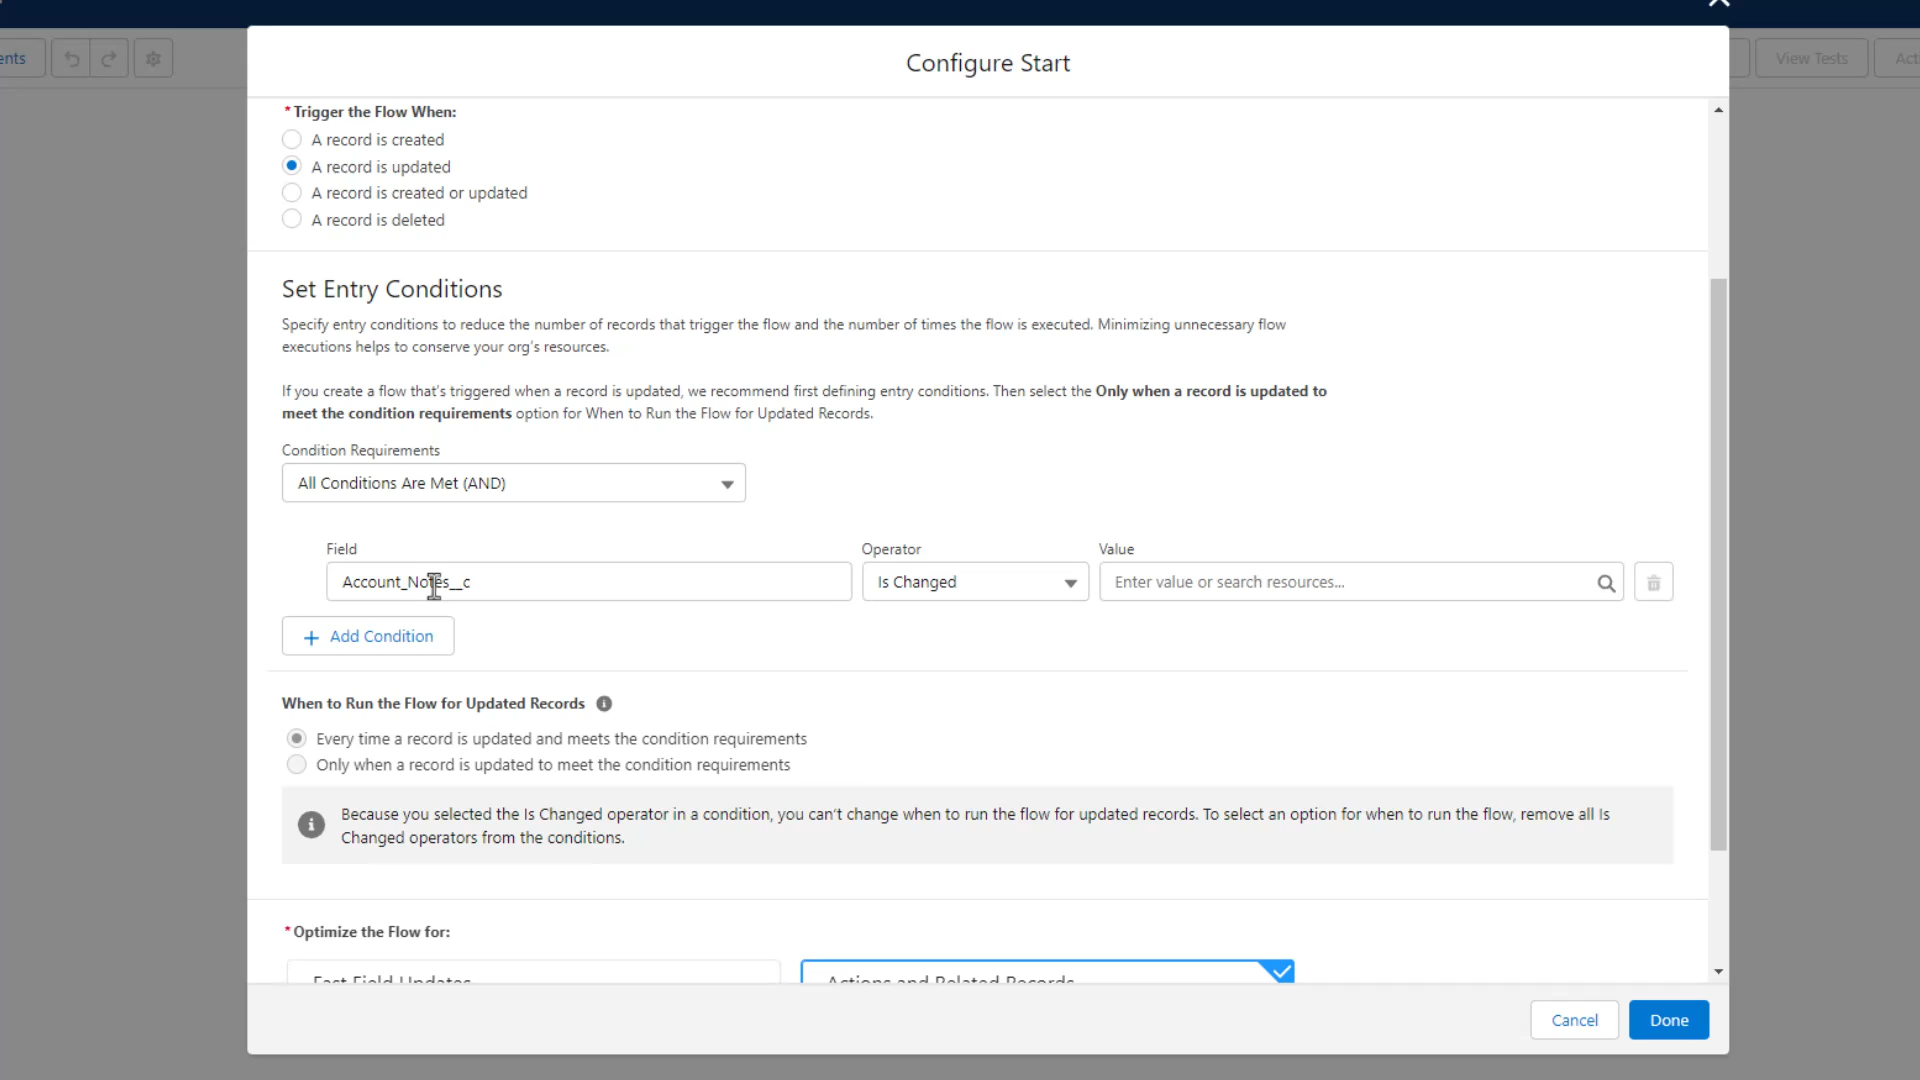 Configure Start
ents
View Tests
Act
* Trigger the Flow When:
A record is created
A record is updated
A record is created or updated
A record is deleted
Set Entry Conditions
Specify entry conditions to reduce the number of records that trigger the flow and the number of times the flow is executed. Minimizing unnecessary flow
executions helps to conserve your org's resources.
If you create a flow that's triggered when a record is updated, we recommend first defining entry conditions. Then select the Only when a record is updated to
meet the condition requirements option for When to Run the Flow for Updated Records.
Condition Requirements
All Conditions Are Met (AND)
Field
Operator
Value
Account_Notes__c
Is Changed
Enter value or search resources...
+ Add Condition
When to Run the Flow for Updated Records
Every time a record is updated and meets the condition requirements
Only when a record is updated to meet the condition requirements
Because you selected the Is Changed operator in a condition, you can't change when to run the flow for updated records. To select an option for when to run the flow, remove all Is
Changed operators from the conditions.
* Optimize the Flow for:
Fast Field Updates
Actions and Related Records
Cancel
Done